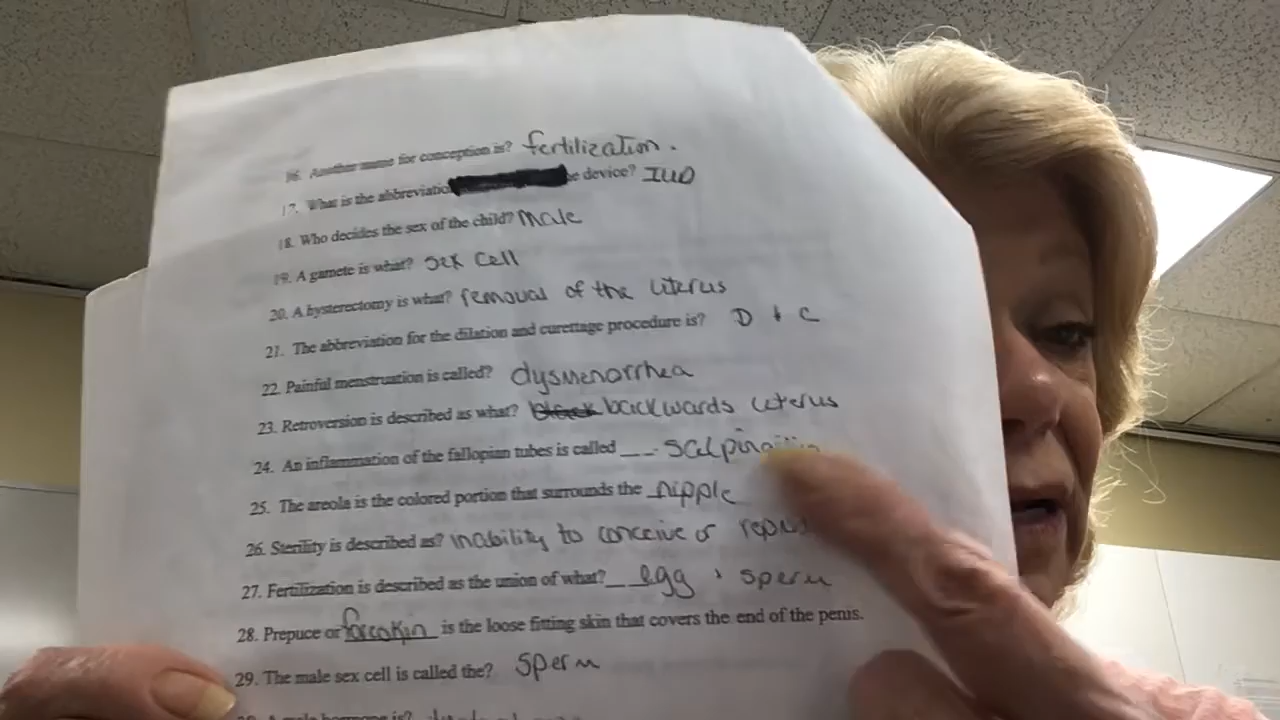 16. Another name for conception is? fertilization.
17. What is the abbreviatio e device? IUD
18. Who decides the sex of the child? Male
19. A gamete is what? Sex Cell
20. A hysterectomy is what? removal of the uterus
21. The abbreviation for the dilation and curettage procedure is? D + C
22. Painful menstruation is called? dysmenorrhea
23. Retroversion is described as what? backwards uterus
24. An inflammation of the fallopian tubes is called __. Salpingitis
25. The areola is the colored portion that surrounds the nipple
26. Sterility is described as? inability to conceive or
27. Fertilization is described as the union of what? egg + sperm
28. Prepuce or foreskin is the loose fitting skin that covers the end of the penis.
29. The male sex cell is called the? Sperm